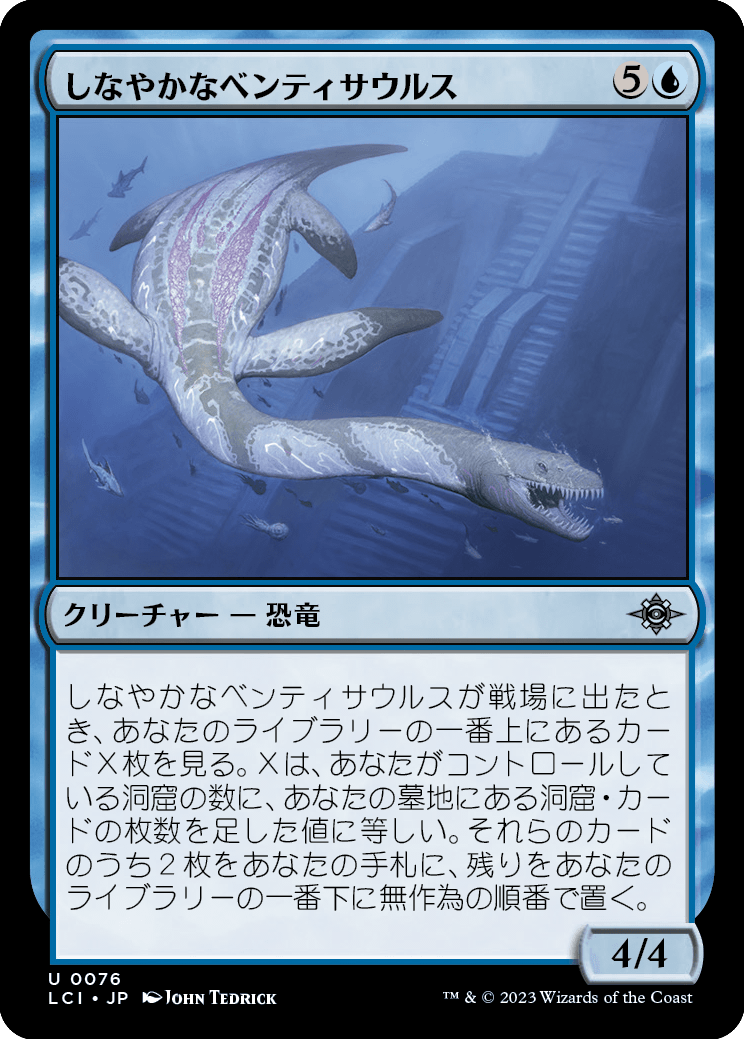 しなやかなベンティサウルス 5
クリーチャー — 恐竜
しなやかなベンティサウルスが戦場に出たと
き、あなたのライブラリーの一番上にあるカー
ドX枚を見る。Xは、あなたがコントロールして
いる洞窟の数に、あなたの墓地にある洞窟・カー
ドの枚数を足した値に等しい。それらのカード
のうち2枚をあなたの手札に、残りをあなたの
ライブラリーの一番下に無作為の順番で置く。
4/4
U 0076
LCI • JP John Tedrick
™ & © 2023 Wizards of the Coast